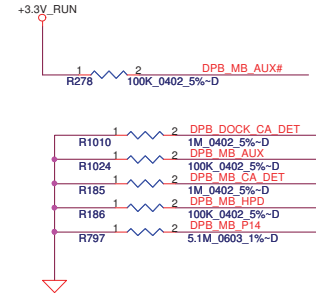 +3.3V_RUN
1 2 DPB_MB_AUX#
R278 100K_0402_5%~D
1 2 DPB_DOCK_CA_DET
R1010 1M_0402_5%~D
1 2 DPB_MB_AUX
R1024 100K_0402_5%~D
1 2 DPB_MB_CA_DET
R185 1M_0402_5%~D
1 2 DPB_MB_HPD
R186 100K_0402_5%~D
1 2 DPB_MB_P14
R797 5.1M_0603_1%~D